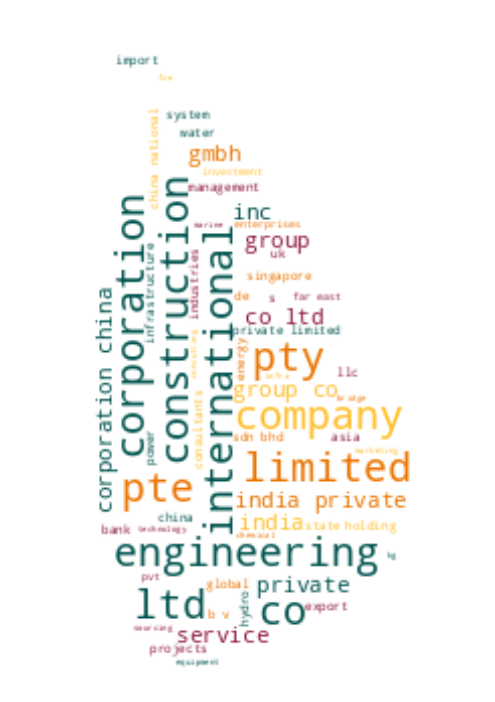 import
system
water
china national
gmbh
investment
management
inc
marine
enterprises
group
uk
corporation
construction
international
infrastructure
industries
singapore
de
s
far east
co ltd
private limited
corporation china
energy
pty
llc
group co
bridge
company
consultants
power
sdn bhd
asia
marketing
limited
pte
india private
china
india
state holding
bank
technology
chemical
engineering
kg
pvt
global
private
hydro
ltd
b v
co
export
sourcing
service
projects
equipment